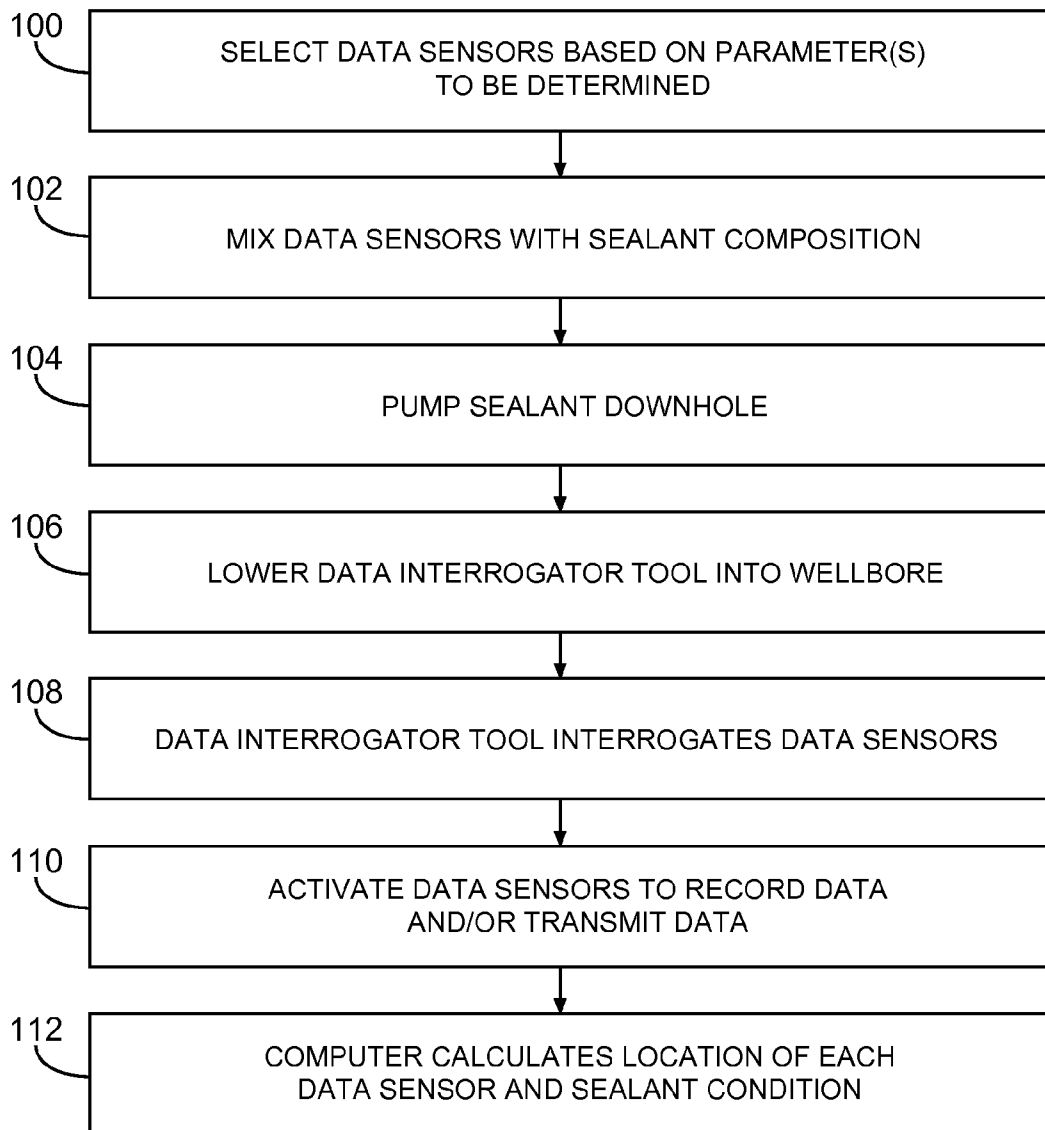 100
SELECT DATA SENSORS BASED ON PARAMETER(S)
TO BE DETERMINED
102
MIX DATA SENSORS WITH SEALANT COMPOSITION
104
PUMP SEALANT DOWNHOLE
106
LOWER DATA INTERROGATOR TOOL INTO WELLBORE
108
DATA INTERROGATOR TOOL INTERROGATES DATA SENSORS
110
ACTIVATE DATA SENSORS TO RECORD DATA
AND/OR TRANSMIT DATA
112
COMPUTER CALCULATES LOCATION OF EACH
DATA SENSOR AND SEALANT CONDITION